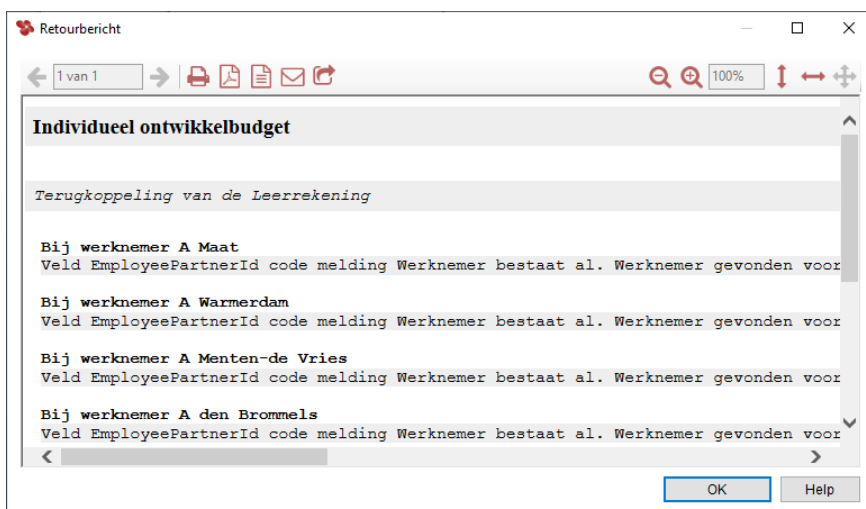 Retourbericht
1 van 1
100%
Individueel ontwikkelbudget
Terugkoppeling van de Leerrekening
Bij werknemer A Maat
Veld EmployeePartnerId code melding Werknemer bestaat al. Werknemer gevonden voor
Bij werknemer A Warmerdam
Veld EmployeePartnerId code melding Werknemer bestaat al. Werknemer gevonden voor
Bij werknemer A Menten-de Vries
Veld EmployeePartnerId code melding Werknemer bestaat al. Werknemer gevonden voor
Bij werknemer A den Brommels
Veld EmployeePartnerId code melding Werknemer bestaat al. Werknemer gevonden voor
OK
Help